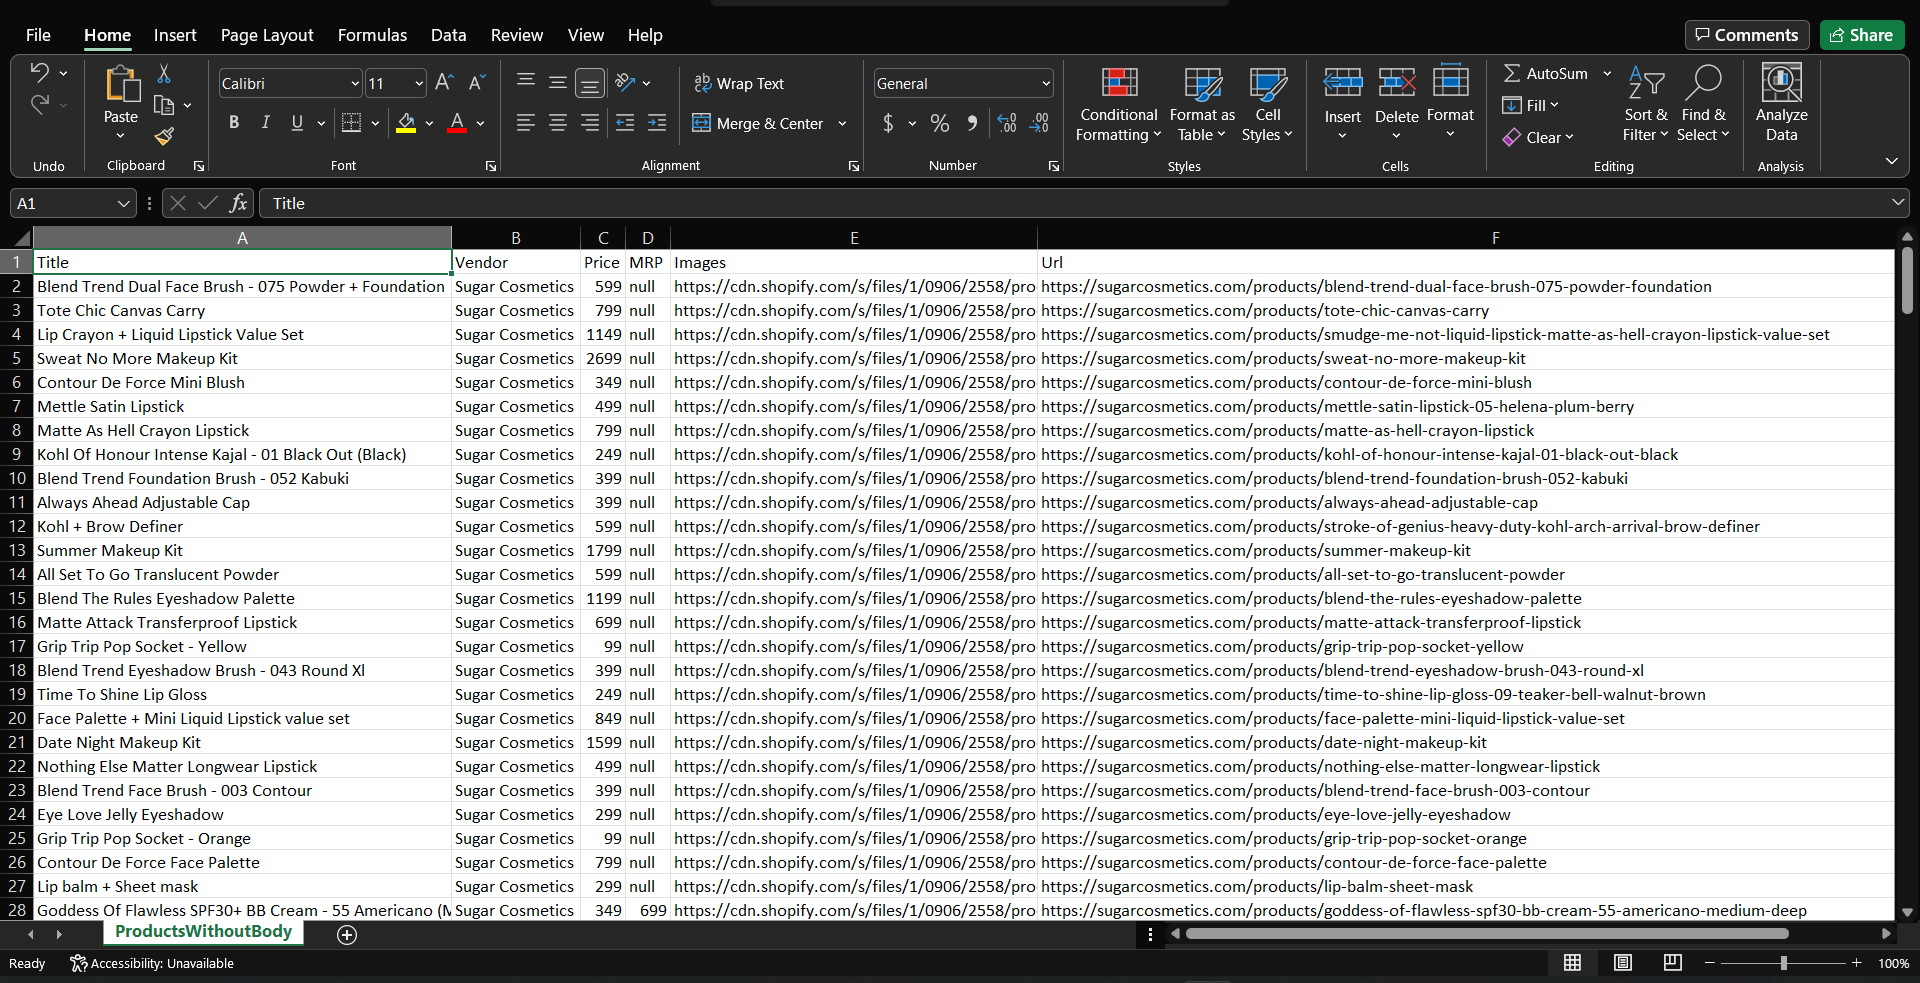 File Home Insert Page Layout Formulas Data Review View Help Comments Share
Calibri 11 Wrap Text General AutoSum
Paste Conditional Formatting Format as Table Cell Styles Insert Delete Format Fill Sort & Filter Find & Select Analyze Data
B I U A Merge & Center $ % Clear
Undo Clipboard Font Alignment Number Styles Cells Editing Analysis
A1 fx Title
A B C D E F
1 Title Vendor Price MRP Images Url
2 Blend Trend Dual Face Brush - 075 Powder + Foundation Sugar Cosmetics 599 null https://cdn.shopify.com/s/files/1/0906/2558/pro https://sugarcosmetics.com/products/blend-trend-dual-face-brush-075-powder-foundation
3 Tote Chic Canvas Carry Sugar Cosmetics 799 null https://cdn.shopify.com/s/files/1/0906/2558/pro https://sugarcosmetics.com/products/tote-chic-canvas-carry
4 Lip Crayon + Liquid Lipstick Value Set Sugar Cosmetics 1149 null https://cdn.shopify.com/s/files/1/0906/2558/pro https://sugarcosmetics.com/products/smudge-me-not-liquid-lipstick-matte-as-hell-crayon-lipstick-value-set
5 Sweat No More Makeup Kit Sugar Cosmetics 2699 null https://cdn.shopify.com/s/files/1/0906/2558/pro https://sugarcosmetics.com/products/sweat-no-more-makeup-kit
6 Contour De Force Mini Blush Sugar Cosmetics 349 null https://cdn.shopify.com/s/files/1/0906/2558/pro https://sugarcosmetics.com/products/contour-de-force-mini-blush
7 Mettle Satin Lipstick Sugar Cosmetics 499 null https://cdn.shopify.com/s/files/1/0906/2558/pro https://sugarcosmetics.com/products/mettle-satin-lipstick-05-helena-plum-berry
8 Matte As Hell Crayon Lipstick Sugar Cosmetics 799 null https://cdn.shopify.com/s/files/1/0906/2558/pro https://sugarcosmetics.com/products/matte-as-hell-crayon-lipstick
9 Kohl Of Honour Intense Kajal - 01 Black Out (Black) Sugar Cosmetics 249 null https://cdn.shopify.com/s/files/1/0906/2558/pro https://sugarcosmetics.com/products/kohl-of-honour-intense-kajal-01-black-out-black
10 Blend Trend Foundation Brush - 052 Kabuki Sugar Cosmetics 399 null https://cdn.shopify.com/s/files/1/0906/2558/pro https://sugarcosmetics.com/products/blend-trend-foundation-brush-052-kabuki
11 Always Ahead Adjustable Cap Sugar Cosmetics 399 null https://cdn.shopify.com/s/files/1/0906/2558/pro https://sugarcosmetics.com/products/always-ahead-adjustable-cap
12 Kohl + Brow Definer Sugar Cosmetics 599 null https://cdn.shopify.com/s/files/1/0906/2558/pro https://sugarcosmetics.com/products/stroke-of-genius-heavy-duty-kohl-arch-arrival-brow-definer
13 Summer Makeup Kit Sugar Cosmetics 1799 null https://cdn.shopify.com/s/files/1/0906/2558/pro https://sugarcosmetics.com/products/summer-makeup-kit
14 All Set To Go Translucent Powder Sugar Cosmetics 599 null https://cdn.shopify.com/s/files/1/0906/2558/pro https://sugarcosmetics.com/products/all-set-to-go-translucent-powder
15 Blend The Rules Eyeshadow Palette Sugar Cosmetics 1199 null https://cdn.shopify.com/s/files/1/0906/2558/pro https://sugarcosmetics.com/products/blend-the-rules-eyeshadow-palette
16 Matte Attack Transferproof Lipstick Sugar Cosmetics 699 null https://cdn.shopify.com/s/files/1/0906/2558/pro https://sugarcosmetics.com/products/matte-attack-transferproof-lipstick
17 Grip Trip Pop Socket - Yellow Sugar Cosmetics 99 null https://cdn.shopify.com/s/files/1/0906/2558/pro https://sugarcosmetics.com/products/grip-trip-pop-socket-yellow
18 Blend Trend Eyeshadow Brush - 043 Round Xl Sugar Cosmetics 399 null https://cdn.shopify.com/s/files/1/0906/2558/pro https://sugarcosmetics.com/products/blend-trend-eyeshadow-brush-043-round-xl
19 Time To Shine Lip Gloss Sugar Cosmetics 249 null https://cdn.shopify.com/s/files/1/0906/2558/pro https://sugarcosmetics.com/products/time-to-shine-lip-gloss-09-teaker-bell-walnut-brown
20 Face Palette + Mini Liquid Lipstick value set Sugar Cosmetics 849 null https://cdn.shopify.com/s/files/1/0906/2558/pro https://sugarcosmetics.com/products/face-palette-mini-liquid-lipstick-value-set
21 Date Night Makeup Kit Sugar Cosmetics 1599 null https://cdn.shopify.com/s/files/1/0906/2558/pro https://sugarcosmetics.com/products/date-night-makeup-kit
22 Nothing Else Matter Longwear Lipstick Sugar Cosmetics 499 null https://cdn.shopify.com/s/files/1/0906/2558/pro https://sugarcosmetics.com/products/nothing-else-matter-longwear-lipstick
23 Blend Trend Face Brush - 003 Contour Sugar Cosmetics 399 null https://cdn.shopify.com/s/files/1/0906/2558/pro https://sugarcosmetics.com/products/blend-trend-face-brush-003-contour
24 Eye Love Jelly Eyeshadow Sugar Cosmetics 299 null https://cdn.shopify.com/s/files/1/0906/2558/pro https://sugarcosmetics.com/products/eye-love-jelly-eyeshadow
25 Grip Trip Pop Socket - Orange Sugar Cosmetics 99 null https://cdn.shopify.com/s/files/1/0906/2558/pro https://sugarcosmetics.com/products/grip-trip-pop-socket-orange
26 Contour De Force Face Palette Sugar Cosmetics 799 null https://cdn.shopify.com/s/files/1/0906/2558/pro https://sugarcosmetics.com/products/contour-de-force-face-palette
27 Lip balm + Sheet mask Sugar Cosmetics 299 null https://cdn.shopify.com/s/files/1/0906/2558/pro https://sugarcosmetics.com/products/lip-balm-sheet-mask
28 Goddess Of Flawless SPF30+ BB Cream - 55 Americano (M Sugar Cosmetics 349 699 https://cdn.shopify.com/s/files/1/0906/2558/pro https://sugarcosmetics.com/products/goddess-of-flawless-spf30-bb-cream-55-americano-medium-deep
ProductsWithoutBody
Ready Accessibility: Unavailable 100%